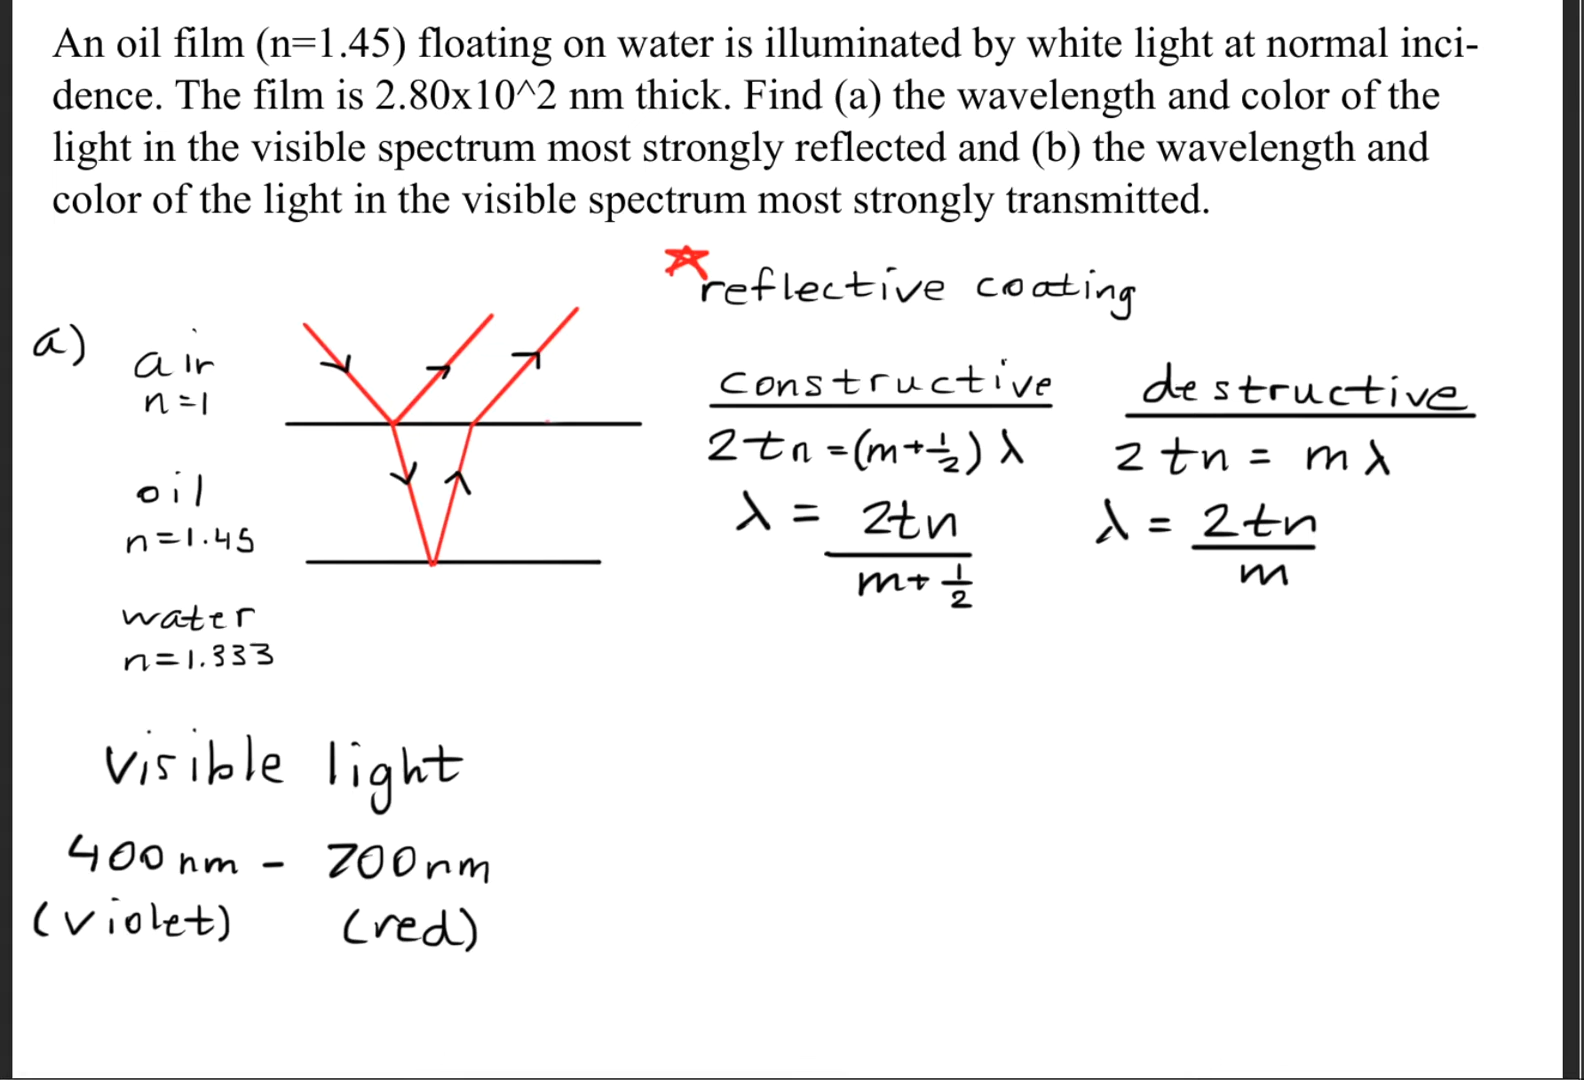 An oil film (n=1.45) floating on water is illuminated by white light at normal inci-
dence. The film is 2.80x10^2 nm thick. Find (a) the wavelength and color of the
light in the visible spectrum most strongly reflected and (b) the wavelength and
color of the light in the visible spectrum most strongly transmitted.
reflective coating
a)
air
n=1
oil
n=1.45
water
n=1.333
constructive
2tn=(m+1/2)λ
λ = 2tn
m+1/2
destructive
2tn = mλ
λ = 2tn
m
visible light
400nm - 700nm
(violet) (red)